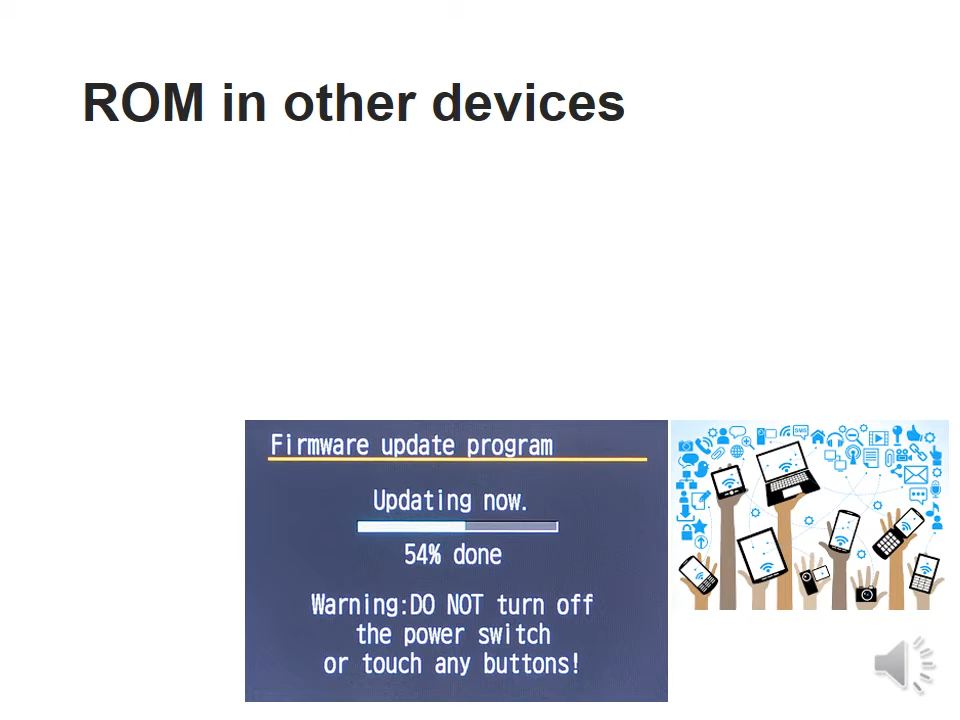 ROM in other devices
Firmware update program
Updating now.
54% done
Warning:DO NOT turn off
the power switch
or touch any buttons!
SMS